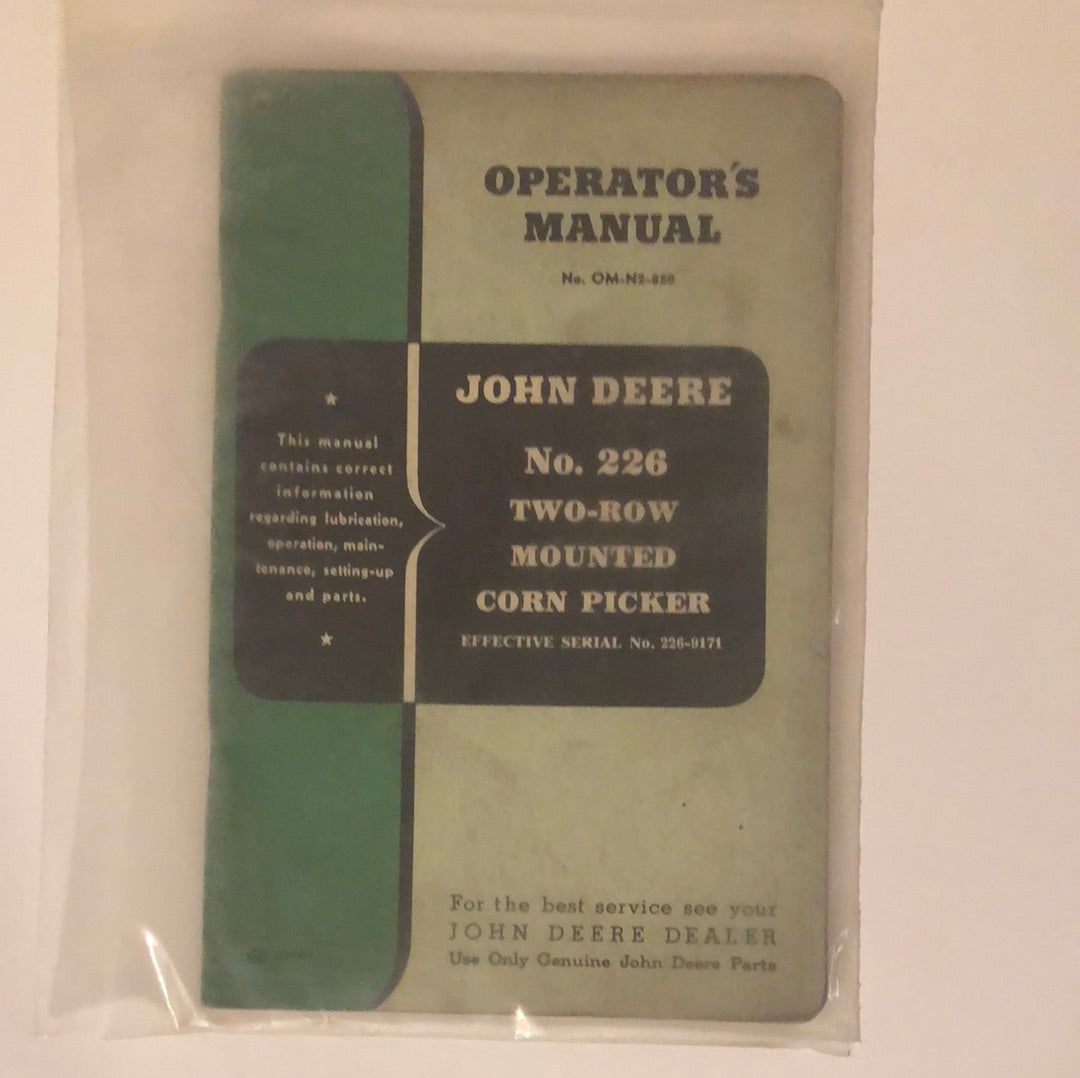 OPERATOR'S
MANUAL
No. OM-N2-850
★
This manual
contains correct
information
regarding lubrication,
operation, main-
tenance, setting-up
and parts.
★
JOHN DEERE
No. 226
TWO-ROW
MOUNTED
CORN PICKER
EFFECTIVE SERIAL No. 226-9171
For the best service see your
JOHN DEERE DEALER
Use Only Genuine John Deere Parts